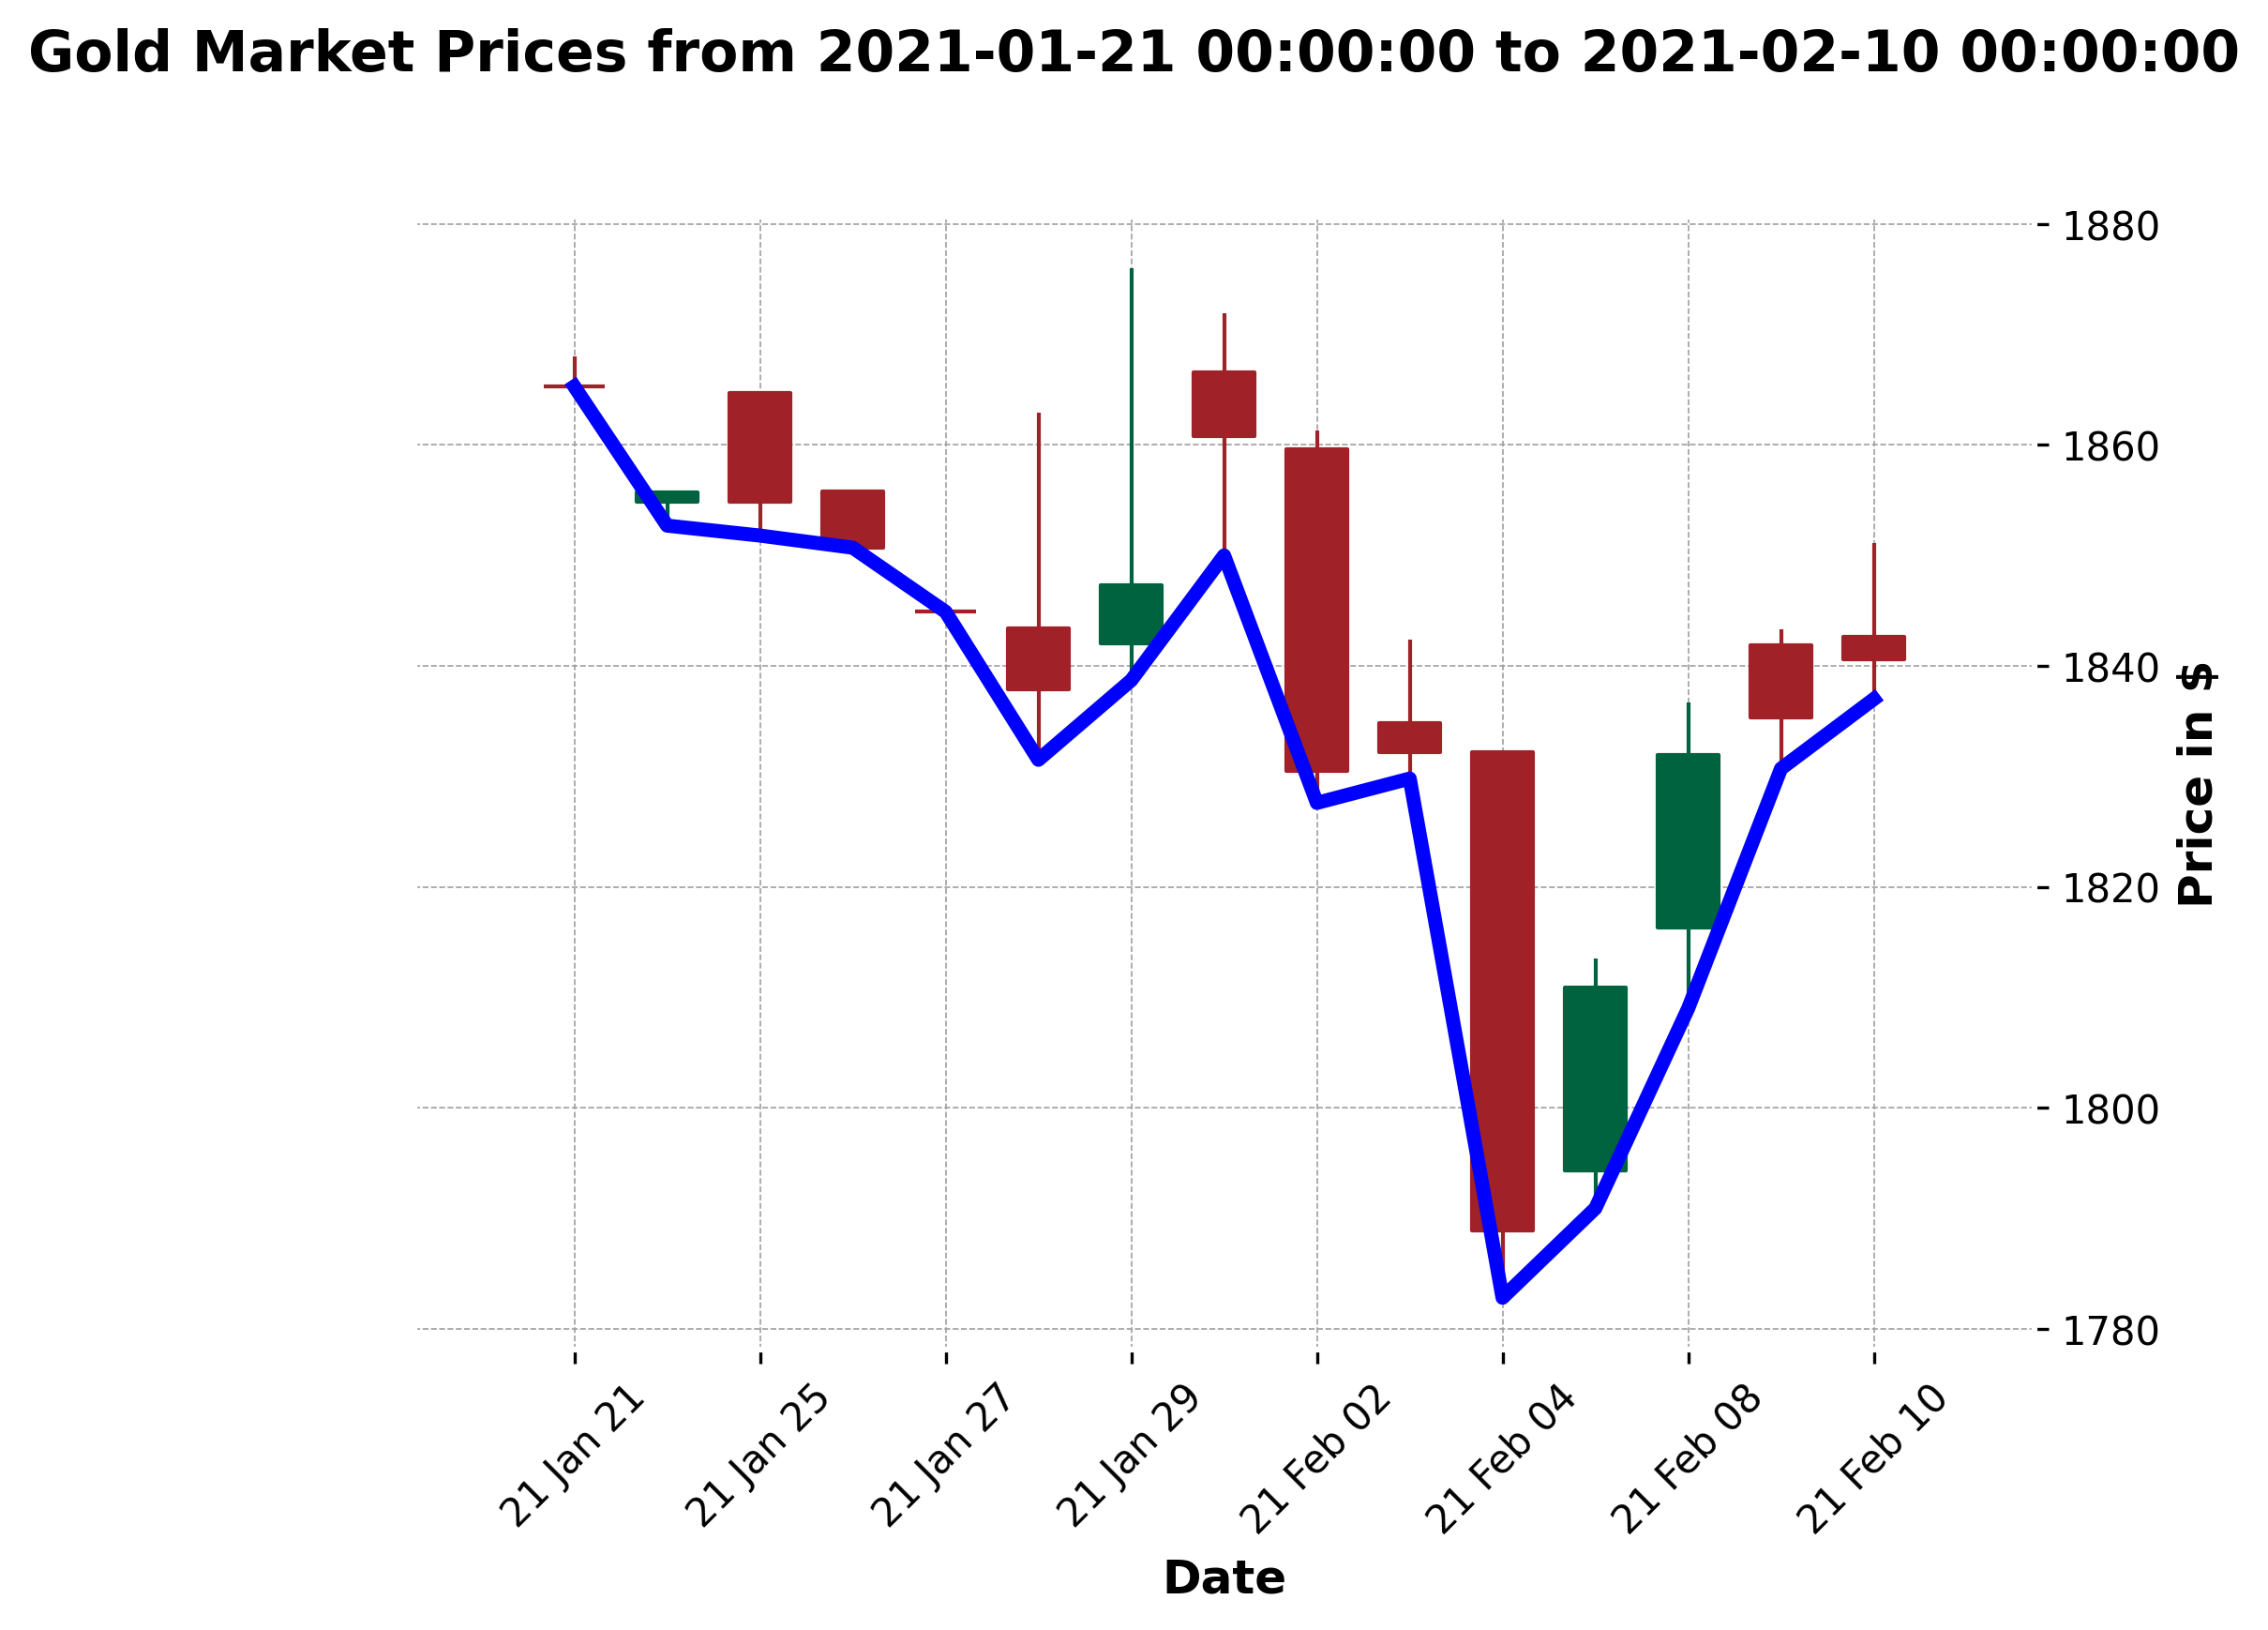 Gold Market Prices from 2021-01-21 00:00:00 to 2021-02-10 00:00:00
1880
1860
1840
1820
1800
1780
Price in $
21 Jan 21
21 Jan 25
21 Jan 27
21 Jan 29
21 Feb 02
21 Feb 04
21 Feb 08
21 Feb 10
Date